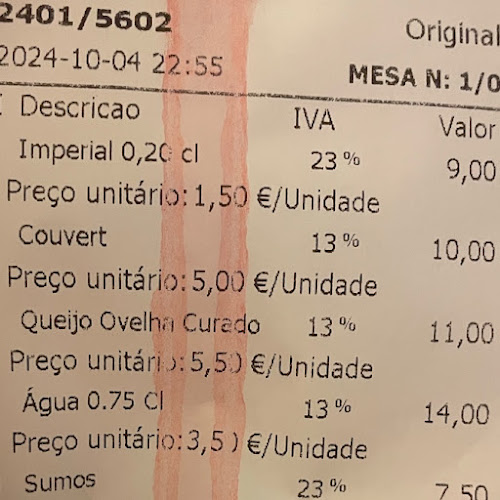 2401/5602
Original
2024-10-04 22:55
MESA N: 1/0
Descricao IVA Valor
Imperial 0,20 cl 23% 9,00
Preço unitário:1,50 €/Unidade
Couvert 13% 10,00
Preço unitário:5,00 €/Unidade
Queijo Ovelha Curado 13% 11,00
Preço unitário:5,50 €/Unidade
Água 0.75 Cl 13% 14,00
Preço unitário:3,50 €/Unidade
Sumos 23% 7,50